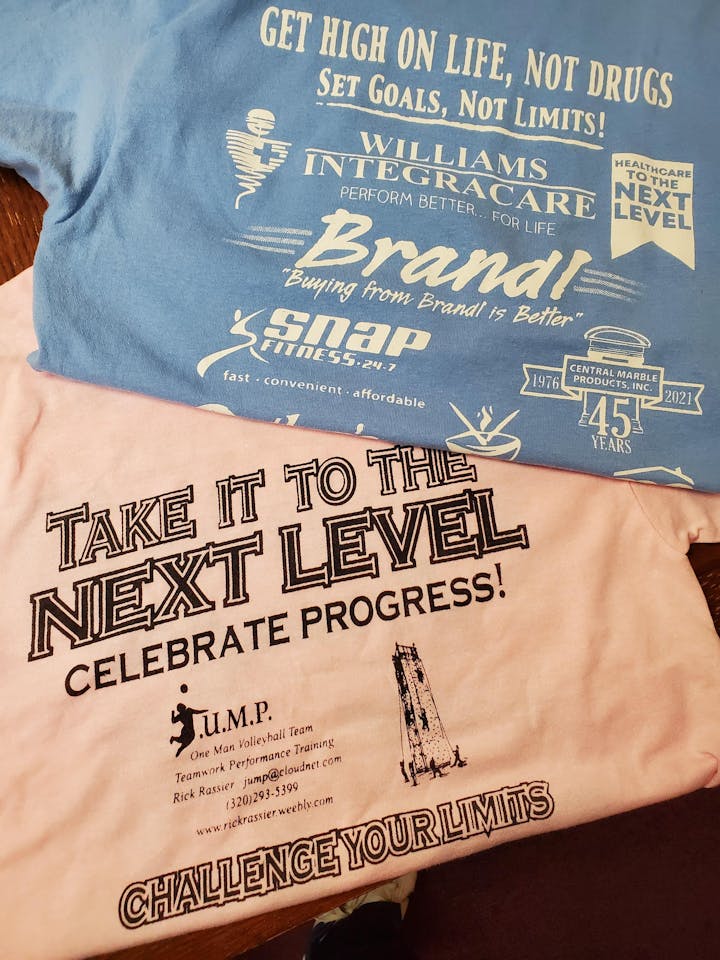 GET HIGH ON LIFE, NOT DRUGS
SET GOALS, NOT LIMITS!
WILLIAMS
INTEGRACARE
PERFORM BETTER... FOR LIFE
HEALTHCARE
TO THE
NEXT
LEVEL
Brandl
"Buying from Brandl is Better"
snap
FITNESS·24-7
fast · convenient · affordable
1976
CENTRAL MARBLE
PRODUCTS, INC.
2021
45
YEARS
TAKE IT TO THE
NEXT LEVEL
CELEBRATE PROGRESS!
J.U.M.P.
One Man Volleyball Team
Teamwork Performance Training
Rick Rassier jump@cloudnet.com
(320)293-5399
www.rickrassier.weebly.com
CHALLENGE YOUR LIMITS